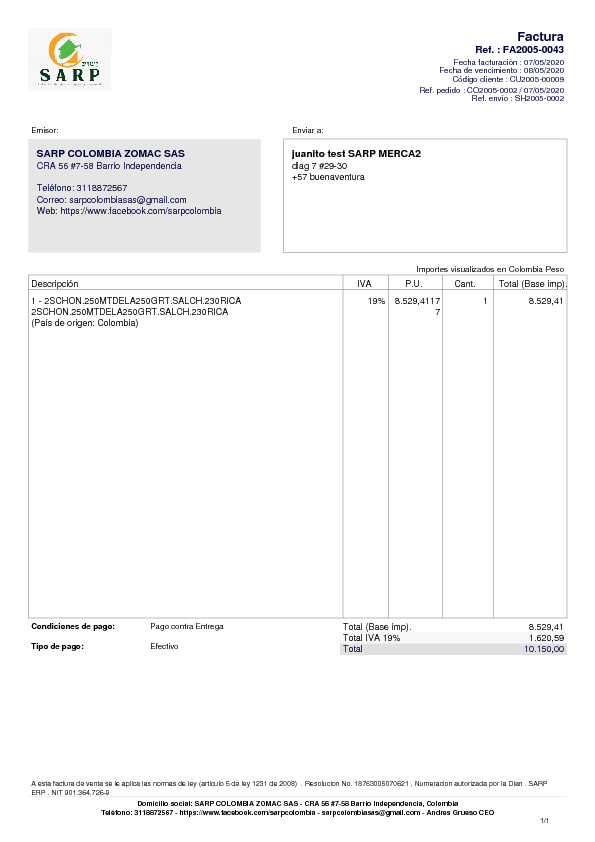 SARP
Factura
Ref. : FA2005-0043
Fecha facturación : 07/05/2020
Fecha de vencimiento : 08/05/2020
Código cliente : CU2005-00009
Ref. pedido : CO2005-0002 / 07/05/2020
Ref. envío : SH2005-0002
Emisor:
Enviar a:
SARP COLOMBIA ZOMAC SAS
CRA 56 #7-58 Barrio Independencia
Teléfono: 3118872567
Correo: sarpcolombiasas@gmail.com
Web: https://www.facebook.com/sarpcolombia
juanito test SARP MERCA2
diag 7 #29-30
+57 buenaventura
Importes visualizados en Colombia Peso
Descripción IVA P.U. Cant. Total (Base imp).
1 - 2SCHON.250MTDELA250GRT.SALCH.230RICA 19% 8.529,4117 1 8.529,41
2SCHON.250MTDELA250GRT.SALCH.230RICA 7
(País de origen: Colombia)
Condiciones de pago: Pago contra Entrega
Tipo de pago: Efectivo
Total (Base imp). 8.529,41
Total IVA 19% 1.620,59
Total 10.150,00
A esta factura de venta se le aplica las normas de ley (articulo 5 de ley 1231 de 2008) . Resolucion No. 18763005070621 , Numeracion autorizada por la Dian . SARP
ERP . NIT 901.364.726-9
Domicilio social: SARP COLOMBIA ZOMAC SAS - CRA 56 #7-58 Barrio Independencia, Colombia
Teléfono: 3118872567 - https://www.facebook.com/sarpcolombia - sarpcolombiasas@gmail.com - Andres Grueso CEO
1/1